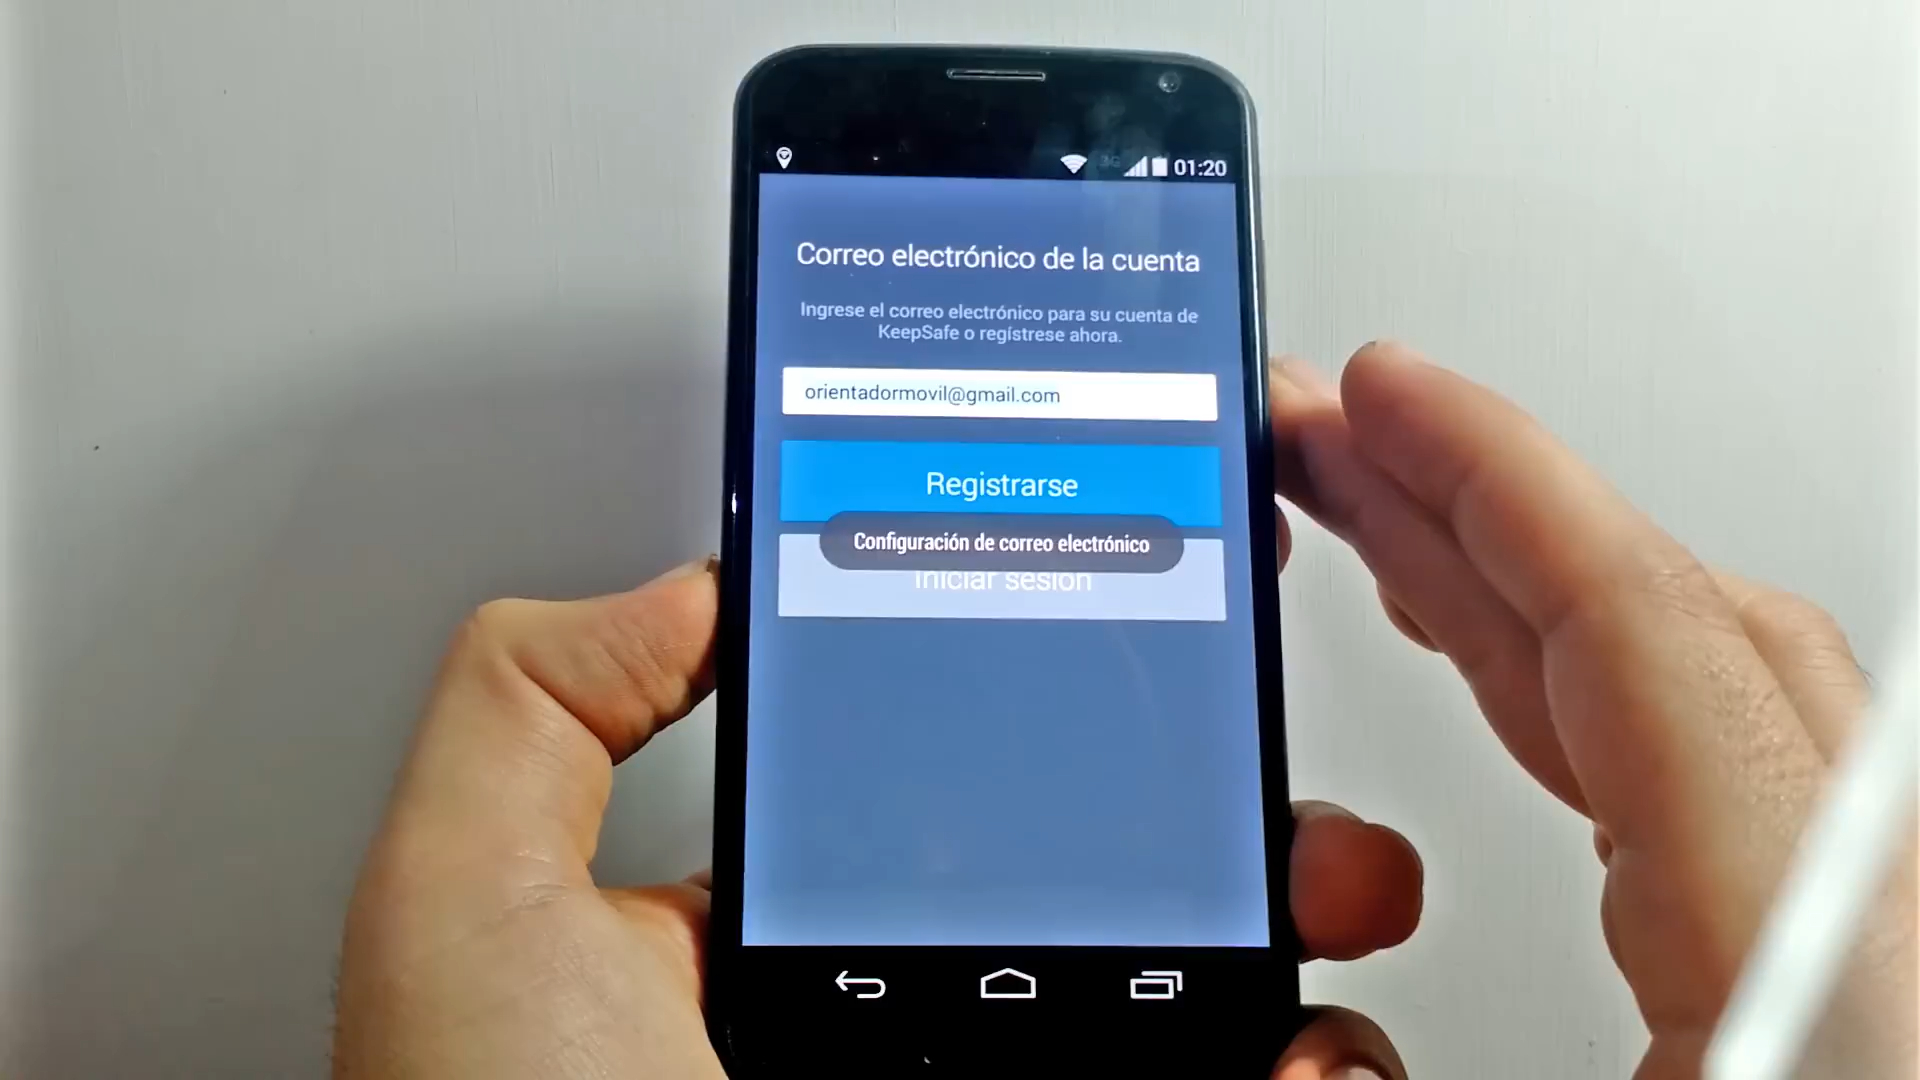 3G 01:20
Correo electrónico de la cuenta
Ingrese el correo electrónico para su cuenta de
KeepSafe o regístrese ahora.
orientadormovil@gmail.com
Registrarse
Configuración de correo electrónico
Iniciar sesión